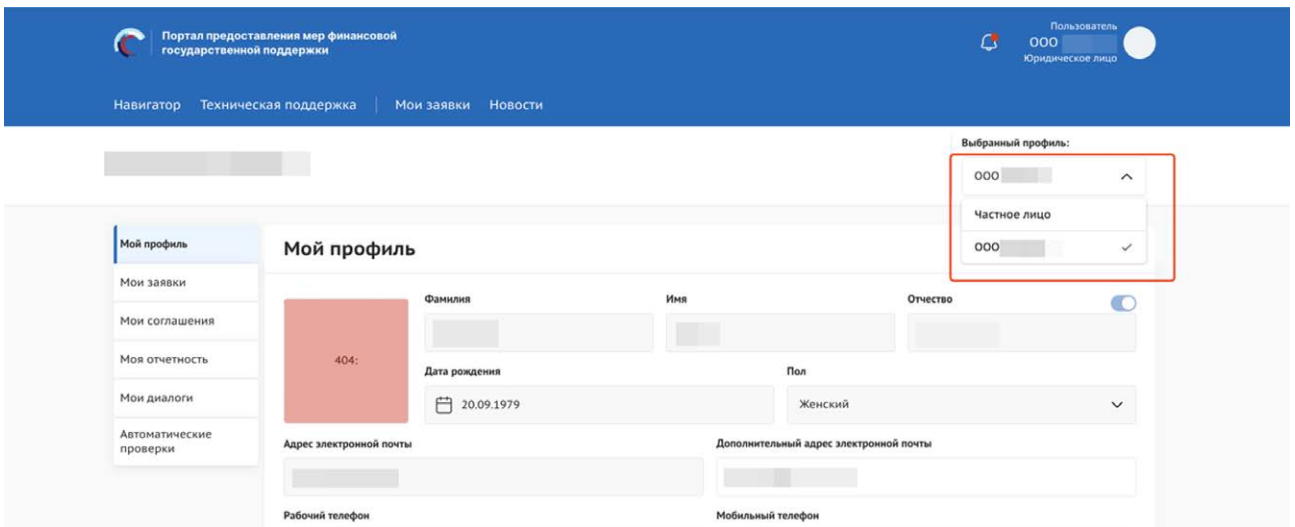 Портал предоставления мер финансовой
государственной поддержки
Пользователь
ООО
Юридическое лицо
Навигатор Техническая поддержка Мои заявки Новости
Выбранный профиль:
ООО
Частное лицо
ООО
Мой профиль
Мои заявки
Мои соглашения
Моя отчетность
Мои диалоги
Автоматические
проверки
Мой профиль
404:
Фамилия Имя Отчество
Дата рождения Пол
20.09.1979 Женский
Адрес электронной почты Дополнительный адрес электронной почты
Рабочий телефон Мобильный телефон